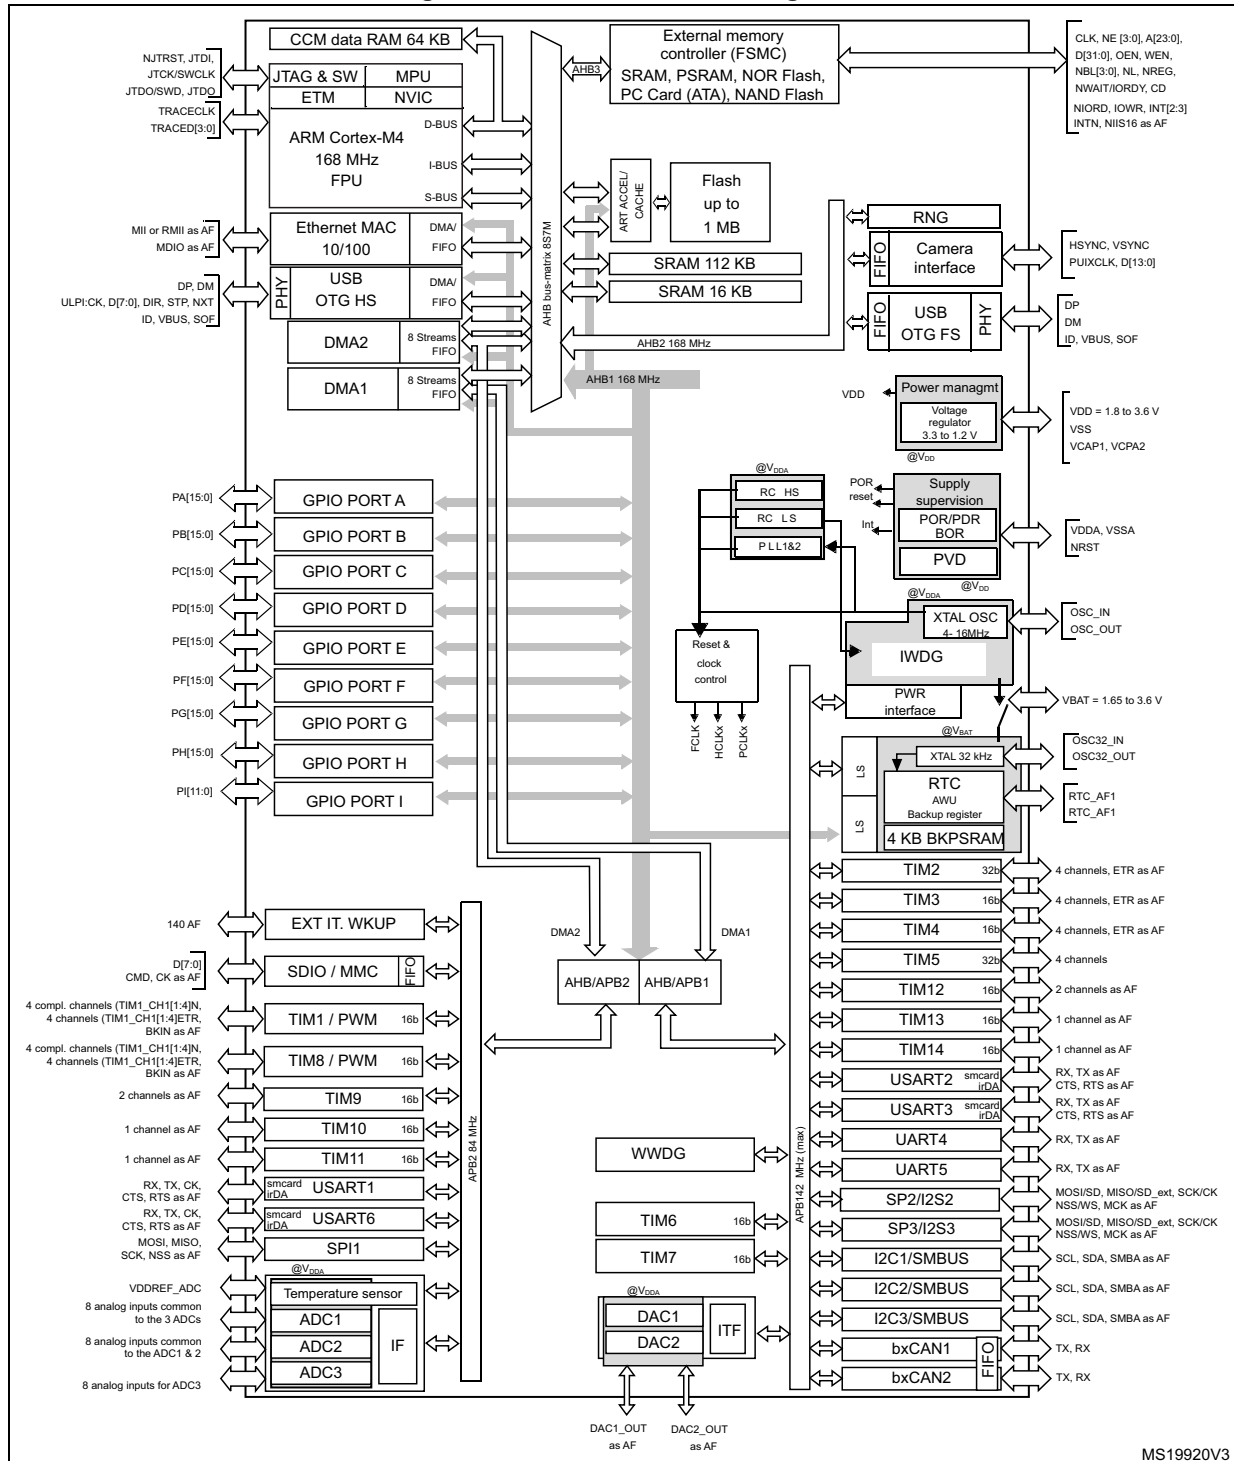 CCM data RAM 64 KB
External memory
controller (FSMC)
SRAM, PSRAM, NOR Flash,
PC Card (ATA), NAND Flash
CLK, NE [3:0], A[23:0],
D[31:0], OEN, WEN,
NBL[3:0], NL, NREG,
NWAIT/IORDY, CD
NIORD, IOWR, INT[2:3]
INTN, NIIS16 as AF
AHB3
NJTRST, JTDI,
JTCK/SWCLK
JTDO/SWD, JTDO
JTAG & SW
MPU
ETM
NVIC
TRACECLK
TRACED[3:0]
ARM Cortex-M4
168 MHz
FPU
D-BUS
I-BUS
S-BUS
AHB bus-matrix 8S7M
ART ACCEL/
CACHE
Flash
up to
1 MB
SRAM 112 KB
SRAM 16 KB
MII or RMII as AF
MDIO as AF
Ethernet MAC
10/100
DMA/
FIFO
DP, DM
ULPI:CK, D[7:0], DIR, STP, NXT
ID, VBUS, SOF
PHY
USB
OTG HS
DMA/
FIFO
DMA2
8 Streams
FIFO
DMA1
8 Streams
FIFO
AHB2 168 MHz
AHB1 168 MHz
RNG
FIFO
Camera
interface
HSYNC, VSYNC
PUIXCLK, D[13:0]
FIFO
USB
OTG FS
PHY
DP
DM
ID, VBUS, SOF
VDD
Power managmt
Voltage
regulator
3.3 to 1.2 V
@VDD
VDD = 1.8 to 3.6 V
VSS
VCAP1, VCPA2
@VDDA
RC HS
RC LS
PLL1&2
POR
reset
Int
Supply
supervision
POR/PDR
BOR
PVD
@VDD
VDDA, VSSA
NRST
@VDDA
XTAL OSC
4- 16MHz
IWDG
OSC_IN
OSC_OUT
PWR
interface
VBAT = 1.65 to 3.6 V
Reset &
clock
control
FCLK
HCLKx
PCLKx
@VBAT
LS
LS
XTAL 32 kHz
RTC
AWU
Backup register
4 KB BKPSRAM
OSC32_IN
OSC32_OUT
RTC_AF1
RTC_AF1
PA[15:0]
GPIO PORT A
PB[15:0]
GPIO PORT B
PC[15:0]
GPIO PORT C
PD[15:0]
GPIO PORT D
PE[15:0]
GPIO PORT E
PF[15:0]
GPIO PORT F
PG[15:0]
GPIO PORT G
PH[15:0]
GPIO PORT H
PI[11:0]
GPIO PORT I
DMA2
DMA1
AHB/APB2
AHB/APB1
140 AF
EXT IT. WKUP
D[7:0]
CMD, CK as AF
SDIO / MMC
FIFO
4 compl. channels (TIM1_CH1[1:4]N,
4 channels (TIM1_CH1[1:4]ETR,
BKIN as AF
TIM1 / PWM 16b
4 compl. channels (TIM1_CH1[1:4]N,
4 channels (TIM1_CH1[1:4]ETR,
BKIN as AF
TIM8 / PWM 16b
2 channels as AF
TIM9 16b
1 channel as AF
TIM10 16b
1 channel as AF
TIM11 16b
RX, TX, CK,
CTS, RTS as AF
smcard
irDA
USART1
RX, TX, CK,
CTS, RTS as AF
smcard
irDA
USART6
MOSI, MISO,
SCK, NSS as AF
SPI1
@VDDA
VDDREF_ADC
Temperature sensor
8 analog inputs common
to the 3 ADCs
ADC1
8 analog inputs common
to the ADC1 & 2
ADC2
8 analog inputs for ADC3
ADC3
IF
APB2 84 MHz
WWDG
TIM6 16b
TIM7 16b
@VDDA
DAC1
DAC2
ITF
DAC1_OUT
as AF
DAC2_OUT
as AF
APB142 MHz (max)
TIM2 32b
4 channels, ETR as AF
TIM3 16b
4 channels, ETR as AF
TIM4 16b
4 channels, ETR as AF
TIM5 32b
4 channels
TIM12 16b
2 channels as AF
TIM13 16b
1 channel as AF
TIM14 16b
1 channel as AF
USART2
smcard
irDA
RX, TX as AF
CTS, RTS as AF
USART3
smcard
irDA
RX, TX as AF
CTS, RTS as AF
UART4
RX, TX as AF
UART5
RX, TX as AF
SP2/I2S2
MOSI/SD, MISO/SD_ext, SCK/CK
NSS/WS, MCK as AF
SP3/I2S3
MOSI/SD, MISO/SD_ext, SCK/CK
NSS/WS, MCK as AF
I2C1/SMBUS
SCL, SDA, SMBA as AF
I2C2/SMBUS
SCL, SDA, SMBA as AF
I2C3/SMBUS
SCL, SDA, SMBA as AF
bxCAN1
TX, RX
FIFO
bxCAN2
TX, RX
MS19920V3